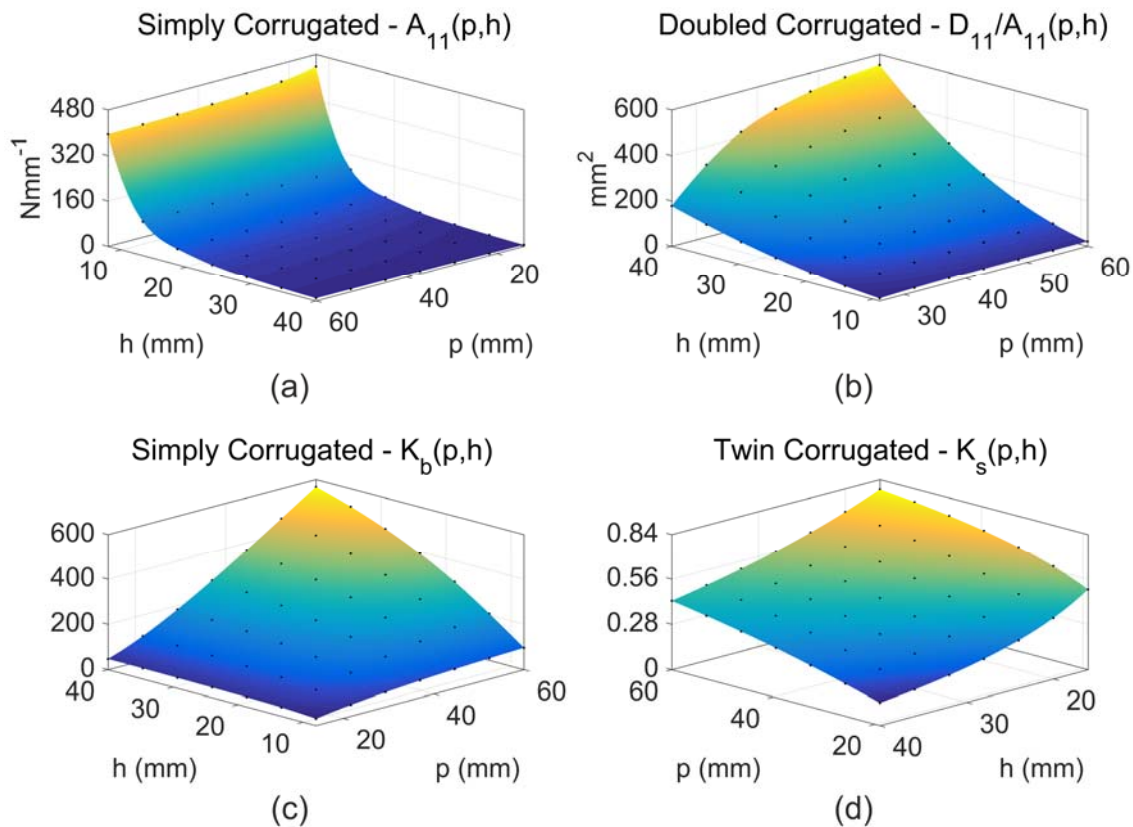 Simply Corrugated - A11(p,h)
480
320
160
0
Nmm-1
10
20
30
40
h (mm)
60
40
20
p (mm)
(a)
Doubled Corrugated - D11/A11(p,h)
600
400
200
0
mm2
40
30
20
10
h (mm)
30
40
50
60
p (mm)
(b)
Simply Corrugated - Kb(p,h)
600
400
200
0
40
30
20
10
h (mm)
20
40
60
p (mm)
(c)
Twin Corrugated - Ks(p,h)
0.84
0.56
0.28
0
60
40
20
p (mm)
40
30
20
h (mm)
(d)